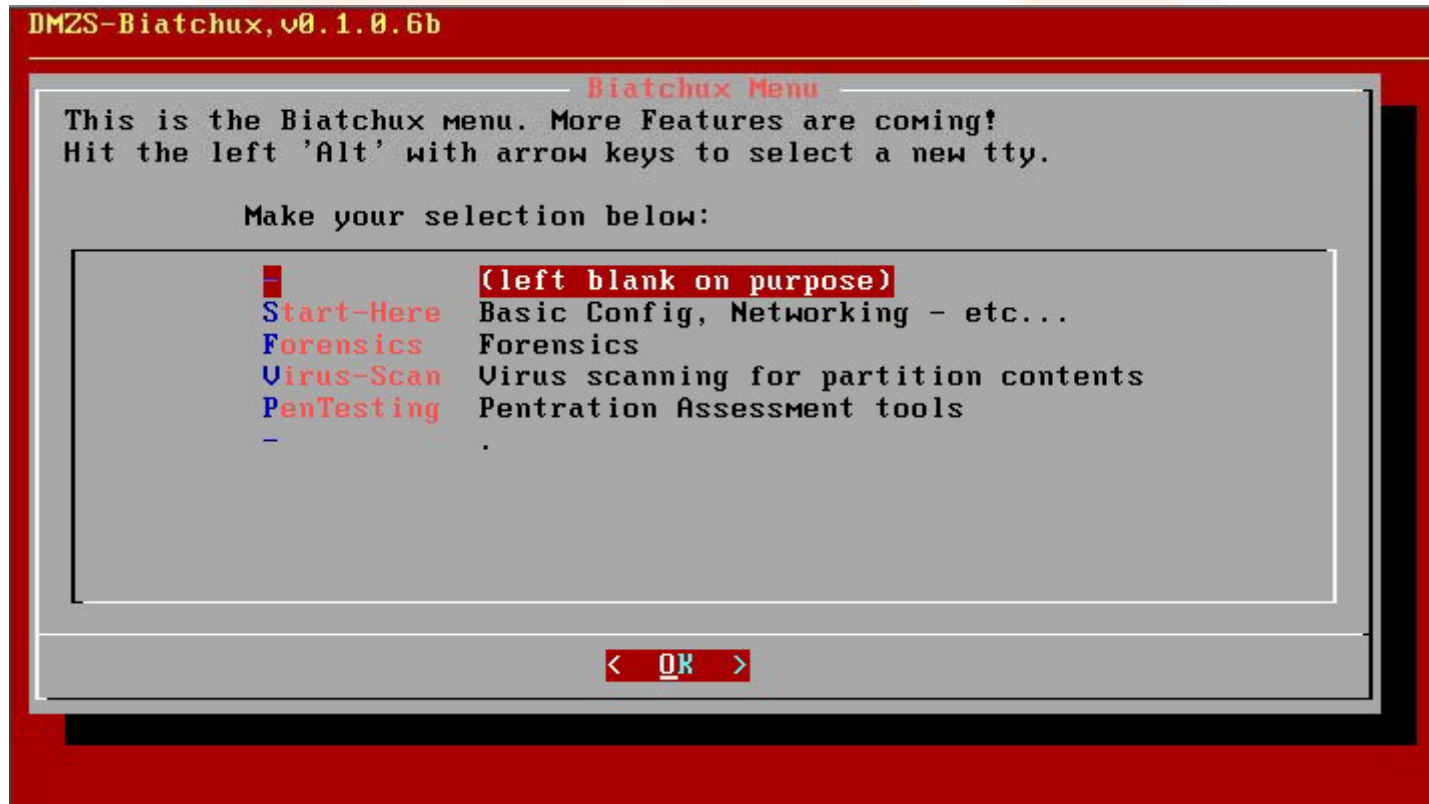 DMZS-Biatchux,v0.1.0.6b
Biatchux Menu
This is the Biatchux menu. More Features are coming!
Hit the left 'Alt' with arrow keys to select a new tty.
Make your selection below:
- (left blank on purpose)
Start-Here Basic Config, Networking - etc...
Forensics Forensics
Virus-Scan Virus scanning for partition contents
PenTesting Pentration Assessment tools
- .
< OK >